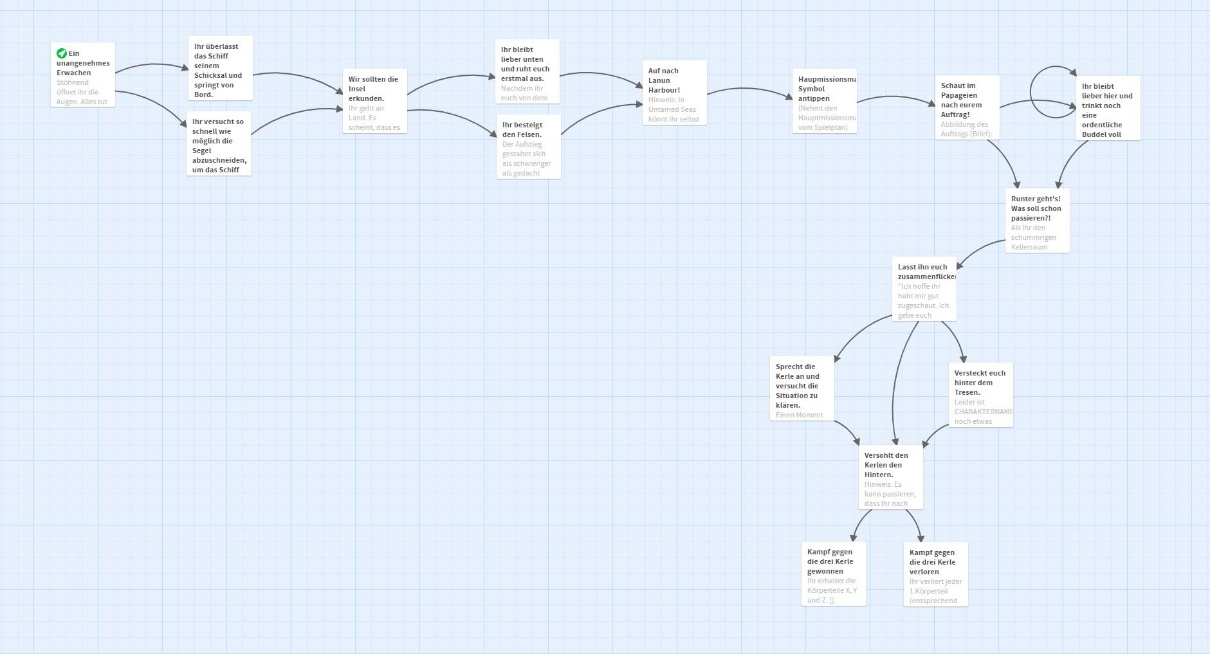 Ein
unangenehmes
Erwachen
Stöhnend
öffnet ihr die
Augen. Alles tut
Ihr überlasst
das Schiff
seinem
Schicksal und
springt von
Bord.
Ihr versucht so
schnell wie
möglich die
Segel
abzuschneiden,
um das Schiff
Wir sollten die
Insel
erkunden.
Ihr geht an
Land. Es
scheint, dass es
Ihr bleibt
lieber unten
und ruht euch
erstmal aus.
Nachdem ihr
euch von dem
Ihr besteigt
den Felsen.
Der Aufstieg
gestaltet sich
als schwieriger
als gedacht
Auf nach
Lanun
Harbour!
Hinweis: In
Untamed Seas
könnt ihr selbst
Haupmissionsma
Symbol
antippen
(Nehmt den
Hauptmissionsma
vom Spielplan)
Schaut im
Papageien
nach eurem
Auftrag!
Abbildung des
Auftrags (Brief):
Ihr bleibt
lieber hier und
trinkt noch
eine
ordentliche
Buddel voll
Runter geht's!
Was soll schon
passieren?!
Als ihr den
schummrigen
Kellerraum
Lasst ihn euch
zusammenflicken
"Ich hoffe ihr
habt mir gut
zugeschaut. Ich
gebe euch
Sprecht die
Kerle an und
versucht die
Situation zu
klären.
Einen Moment
Versteckt euch
hinter dem
Tresen.
Leider ist
CHARAKTERNAME
noch etwas
Versohlt den
Kerlen den
Hintern.
Hinweis: Es
kann passieren,
dass ihr nach
Kampf gegen
die drei Kerle
gewonnen
Ihr erhaltet die
Körperteile X, Y
und Z. [[
Kampf gegen
die drei Kerle
verloren
Ihr verliert jeder
1 Körperteil
(entsprechend